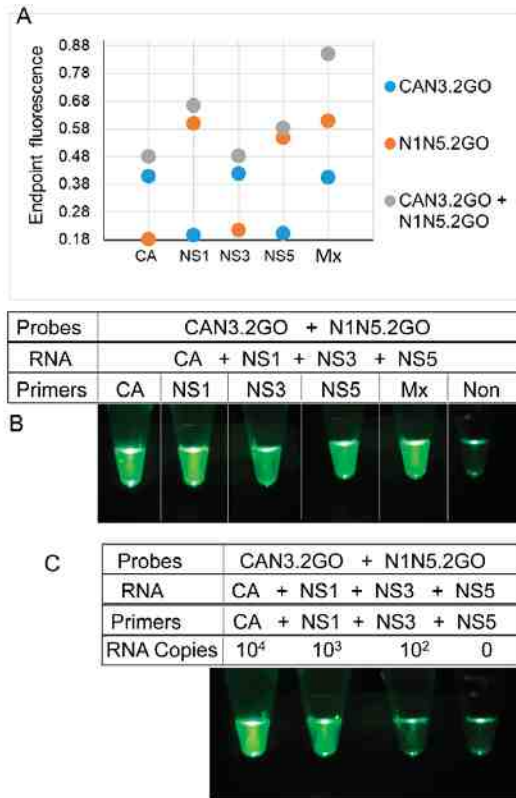 A
Endpoint fluorescence
0.88
0.78
0.68
0.58
0.48
0.38
0.28
0.18
CA NS1 NS3 NS5 Mx
CAN3.2GO
N1N5.2GO
CAN3.2GO +
N1N5.2GO
Probes CAN3.2GO + N1N5.2GO
RNA CA + NS1 + NS3 + NS5
Primers CA NS1 NS3 NS5 Mx Non
B
C
Probes CAN3.2GO + N1N5.2GO
RNA CA + NS1 + NS3 + NS5
Primers CA + NS1 + NS3 + NS5
RNA Copies 10⁴ 10³ 10² 0